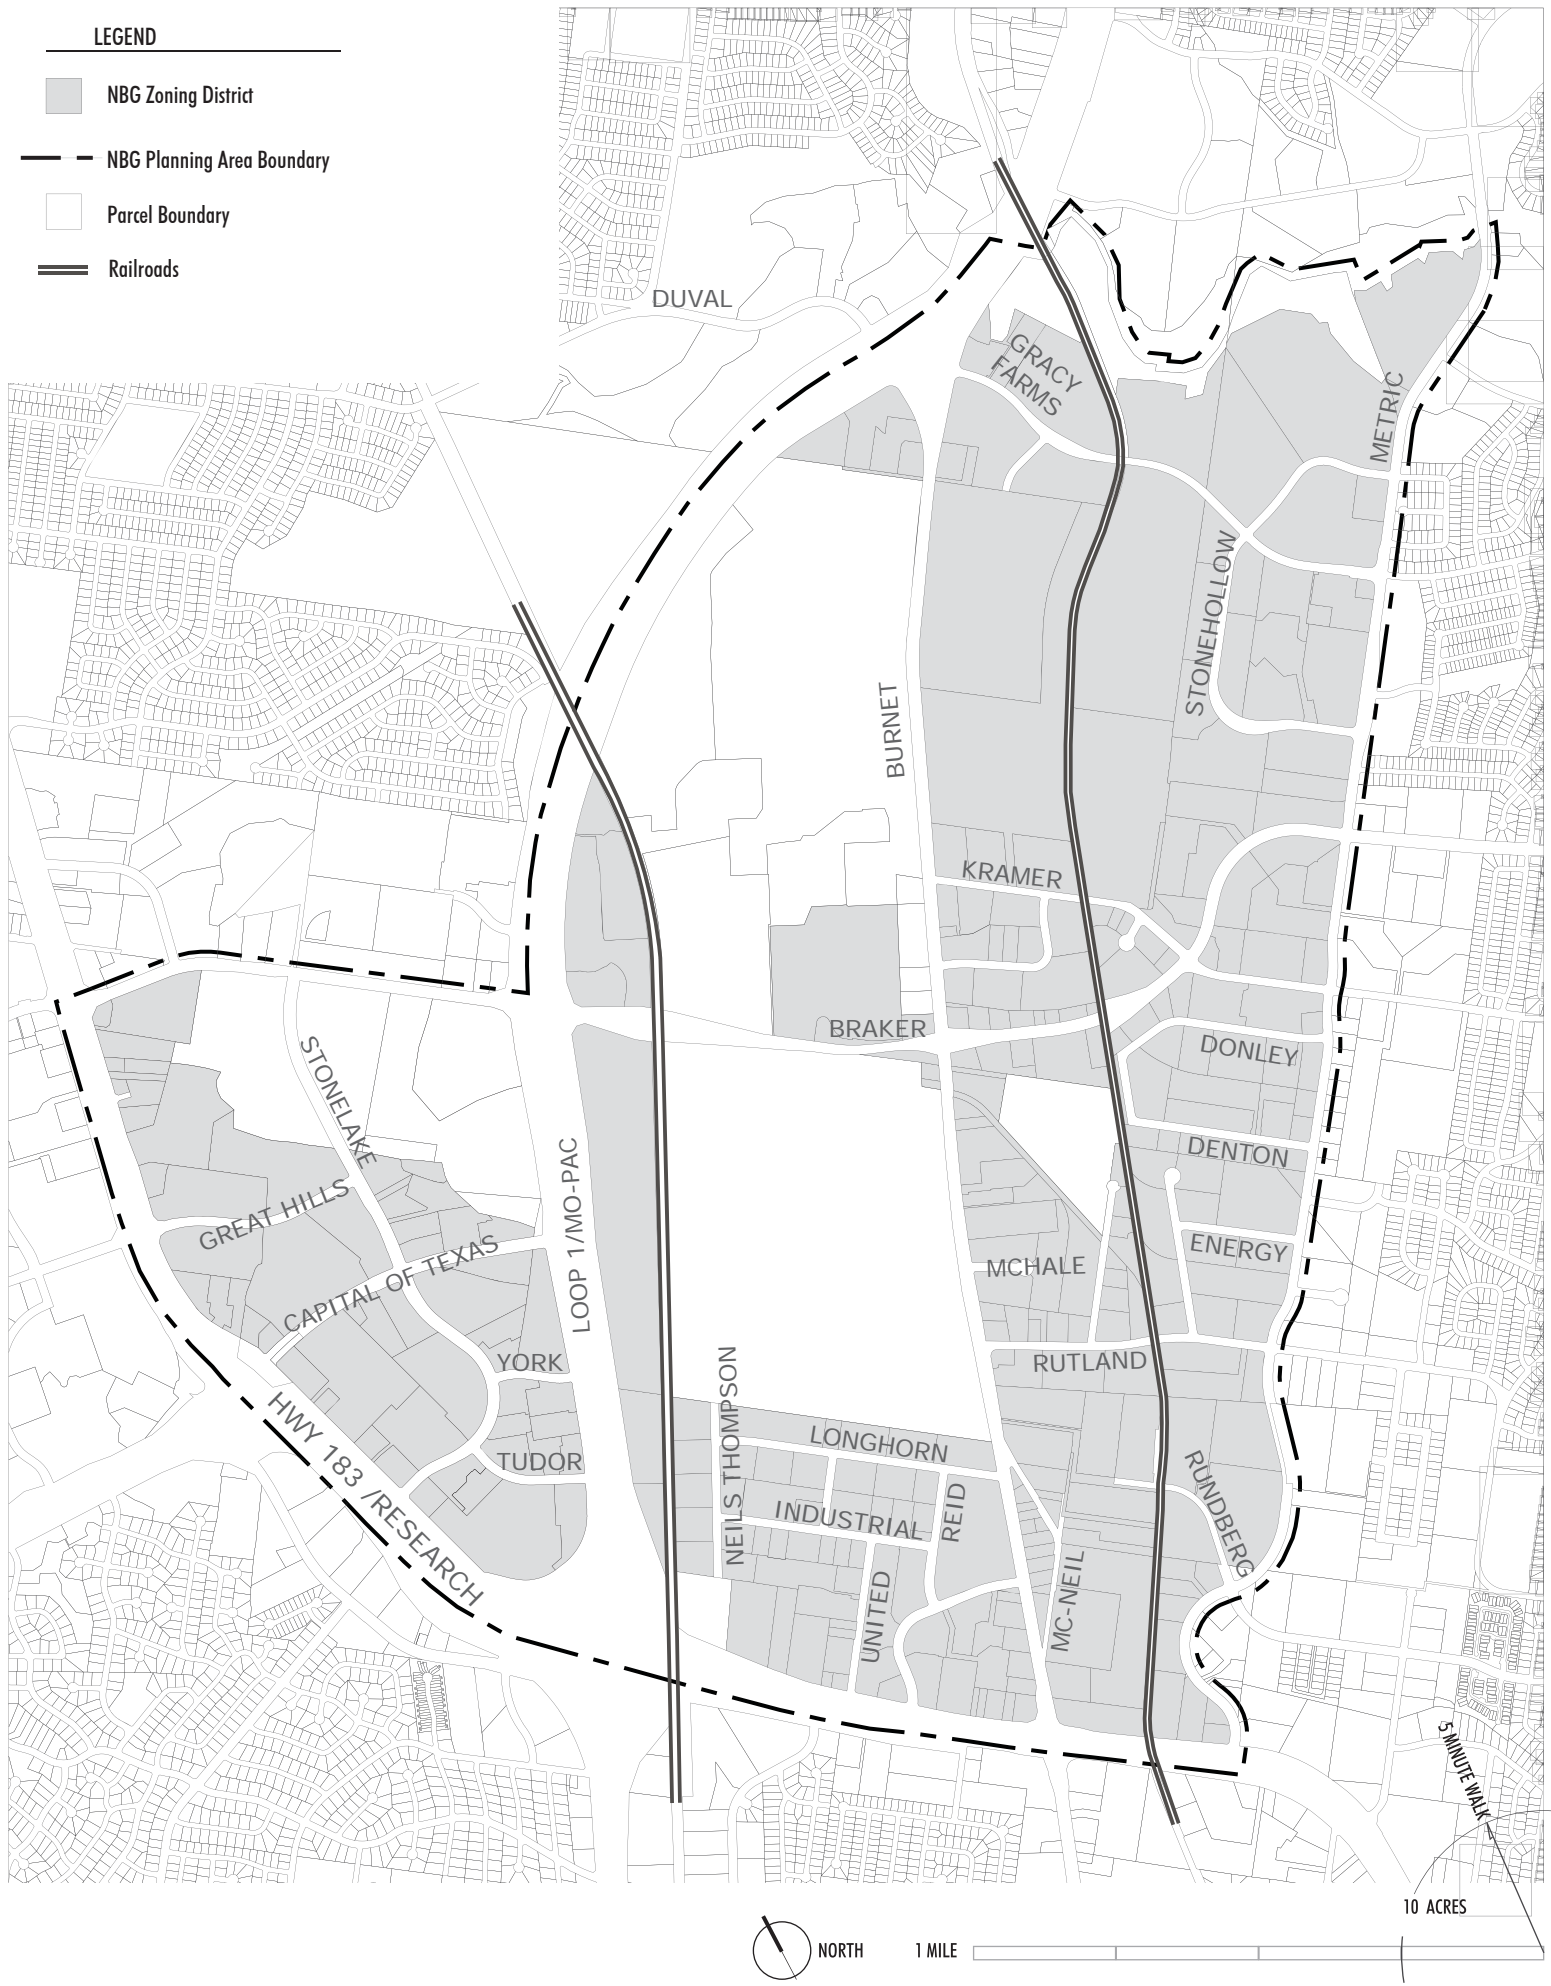 LEGEND
NBG Zoning District
NBG Planning Area Boundary
Parcel Boundary
Railroads
DUVAL
GRACY
FARMS
METRIC
STONEHOLLOW
BURNET
KRAMER
BRAKER
DONLEY
STONELAKE
DENTON
GREAT HILLS
LOOP 1/MO-PAC
ENERGY
CAPITAL OF TEXAS
MCHALE
YORK
RUTLAND
NEILS THOMPSON
HWY 183 /RESEARCH
LONGHORN
TUDOR
RUNDBERG
REID
INDUSTRIAL
UNITED
MC-NEIL
5 MINUTE WALK
10 ACRES
NORTH
1 MILE